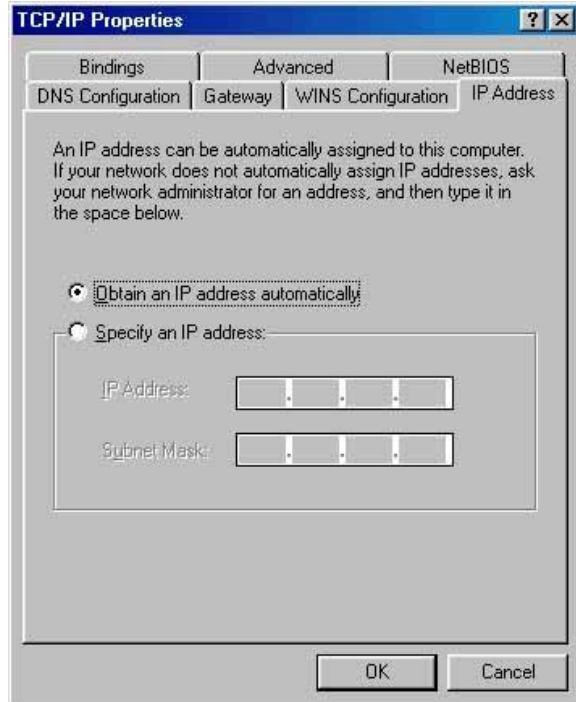 TCP/IP Properties
Bindings
Advanced
NetBIOS
DNS Configuration
Gateway
WINS Configuration
IP Address
An IP address can be automatically assigned to this computer.
If your network does not automatically assign IP addresses, ask
your network administrator for an address, and then type it in
the space below.
Obtain an IP address automatically
Specify an IP address:
IP Address:
Subnet Mask:
OK
Cancel